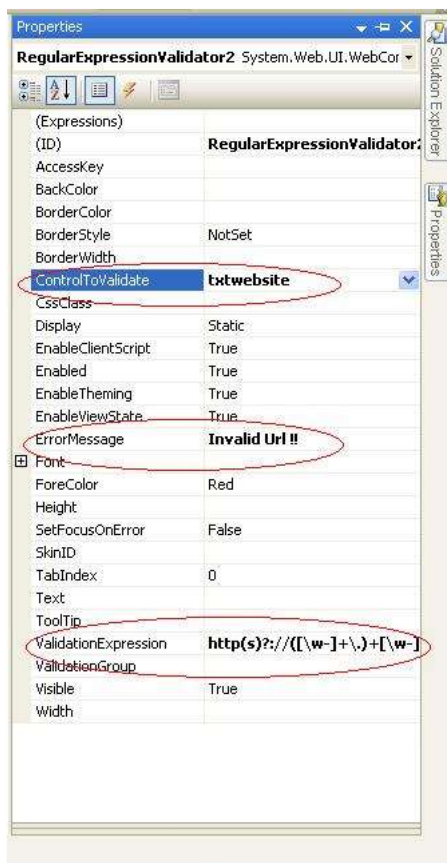 Properties
RegularExpressionValidator2 System.Web.UI.WebCor
(Expressions)
(ID) RegularExpressionValidator2
AccessKey
BackColor
BorderColor
BorderStyle NotSet
BorderWidth
ControlToValidate txtwebsite
CssClass
Display Static
EnableClientScript True
Enabled True
EnableTheming True
EnableViewState True
ErrorMessage Invalid Url !!
Font
ForeColor Red
Height
SetFocusOnError False
SkinID
TabIndex 0
Text
ToolTip
ValidationExpression http(s)?://([\w-]+\.)+[\w-]
ValidationGroup
Visible True
Width
Solution Explorer
Properties